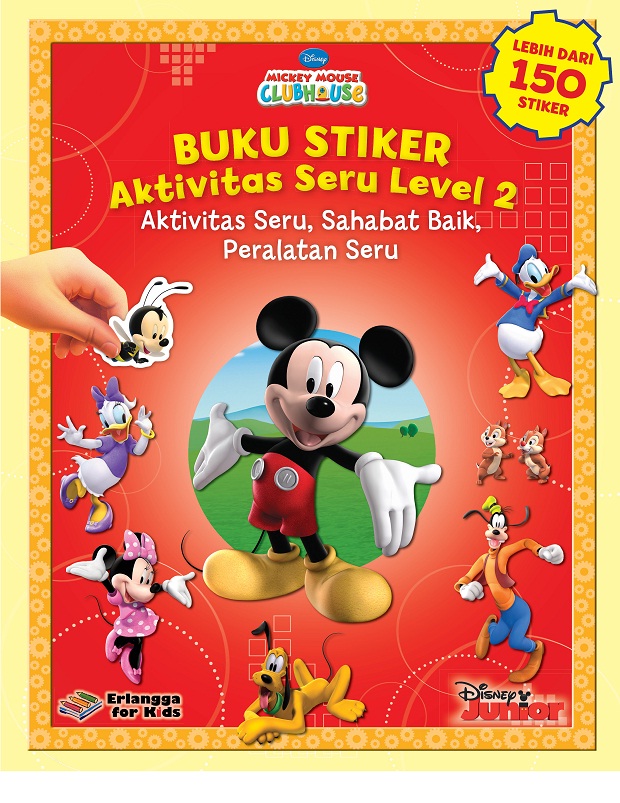 LEBIH DARI
150
STIKER
Disney
MICKEY MOUSE
CLUBHOUSE
BUKU STIKER
Aktivitas Seru Level 2
Aktivitas Seru, Sahabat Baik,
Peralatan Seru
Erlangga
for Kids
Disney
Junior